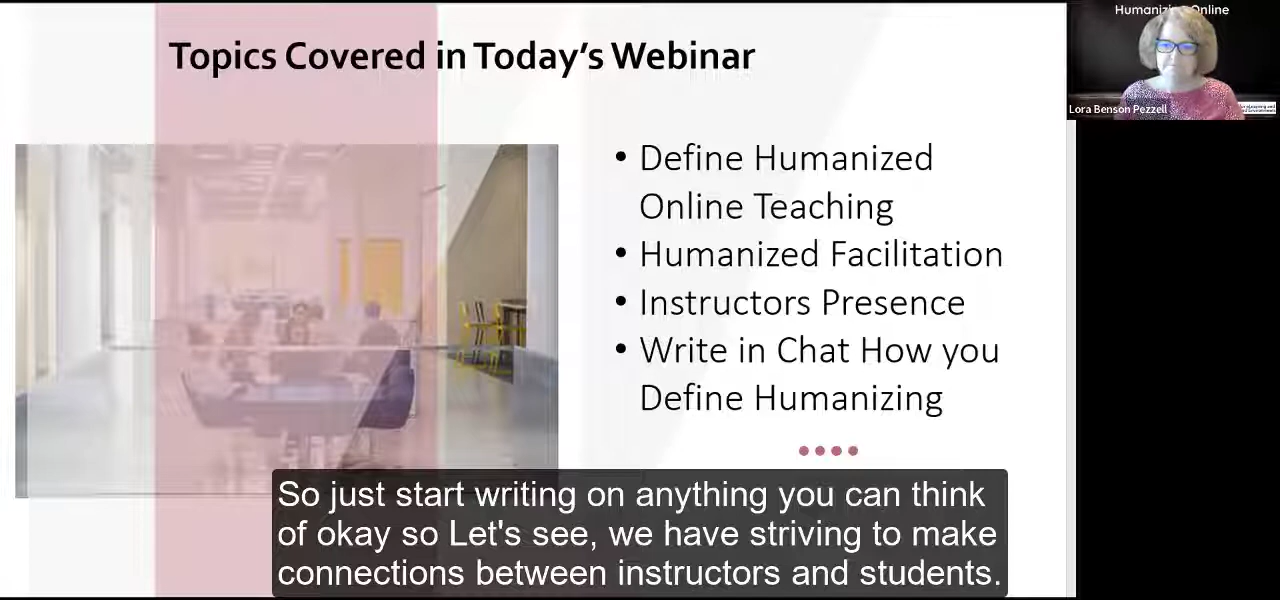 Topics Covered in Today's Webinar
• Define Humanized
Online Teaching
• Humanized Facilitation
• Instructors Presence
• Write in Chat How you
Define Humanizing
Lora Benson Pezzell
So just start writing on anything you can think
of okay so Let's see, we have striving to make
connections between instructors and students.